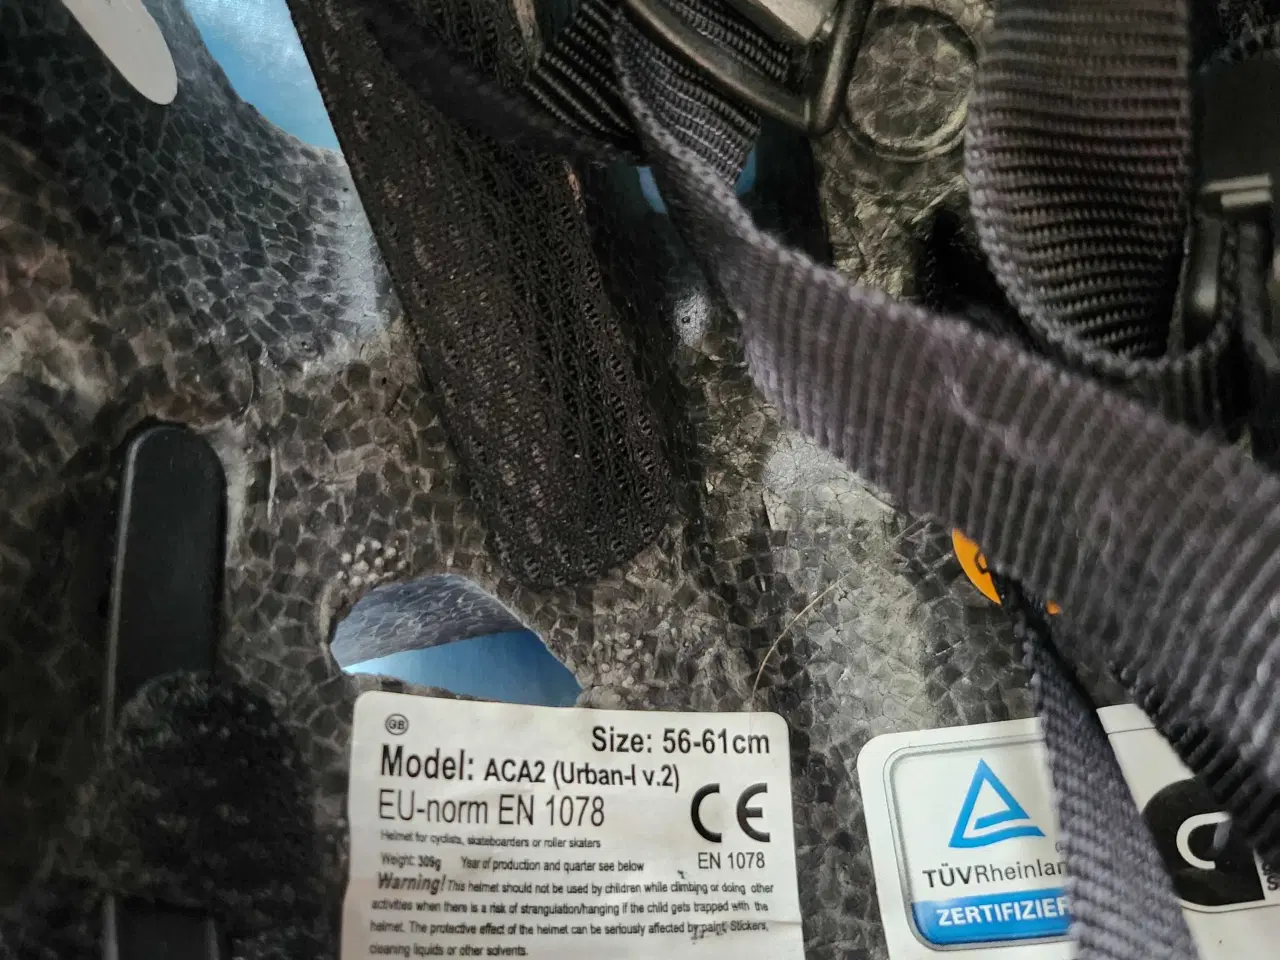 GB
Size: 56-61cm
Model: ACA2 (Urban-I v.2)
EU-norm EN 1078
CE
Helmet for cyclists, skateboarders or roller skaters
EN 1078
Weight: 309g Year of production and quarter see below
Warning! This helmet should not be used by children while climbing or doing other
activities when there is a risk of strangulation/hanging if the child gets trapped with the
helmet. The protective effect of the helmet can be seriously affected by paint, Stickers,
cleaning liquids or other solvents.
TÜVRheinlan
ZERTIFIZIER